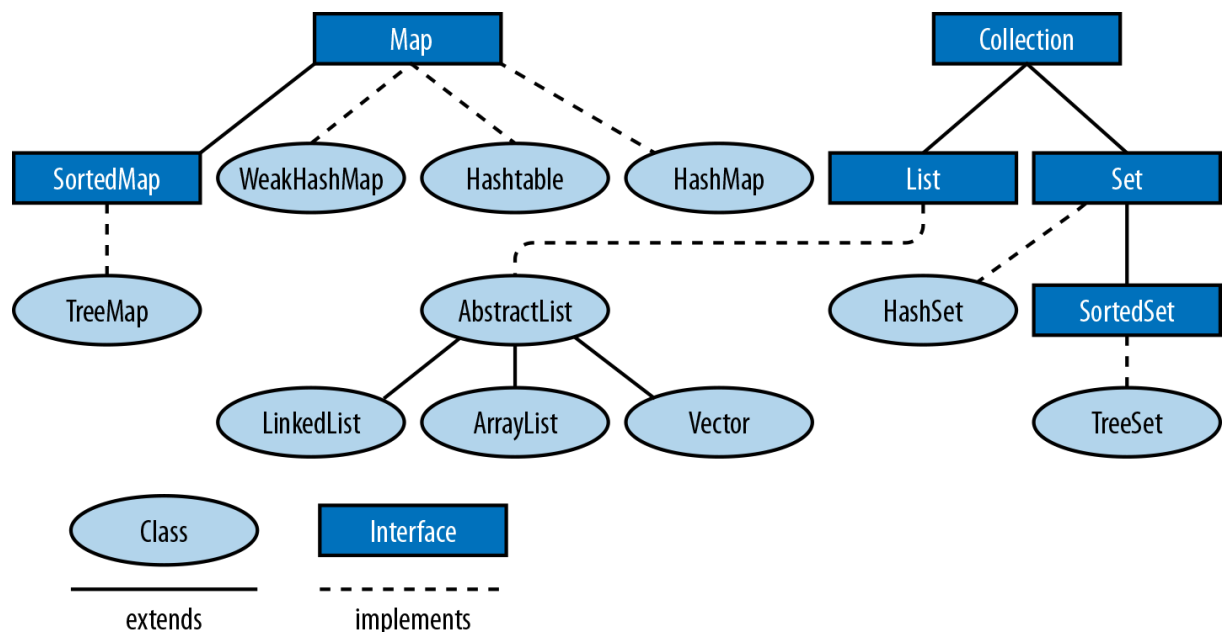 Map
Collection
SortedMap
WeakHashMap
Hashtable
HashMap
List
Set
TreeMap
AbstractList
HashSet
SortedSet
LinkedList
ArrayList
Vector
TreeSet
Class
Interface
extends
implements